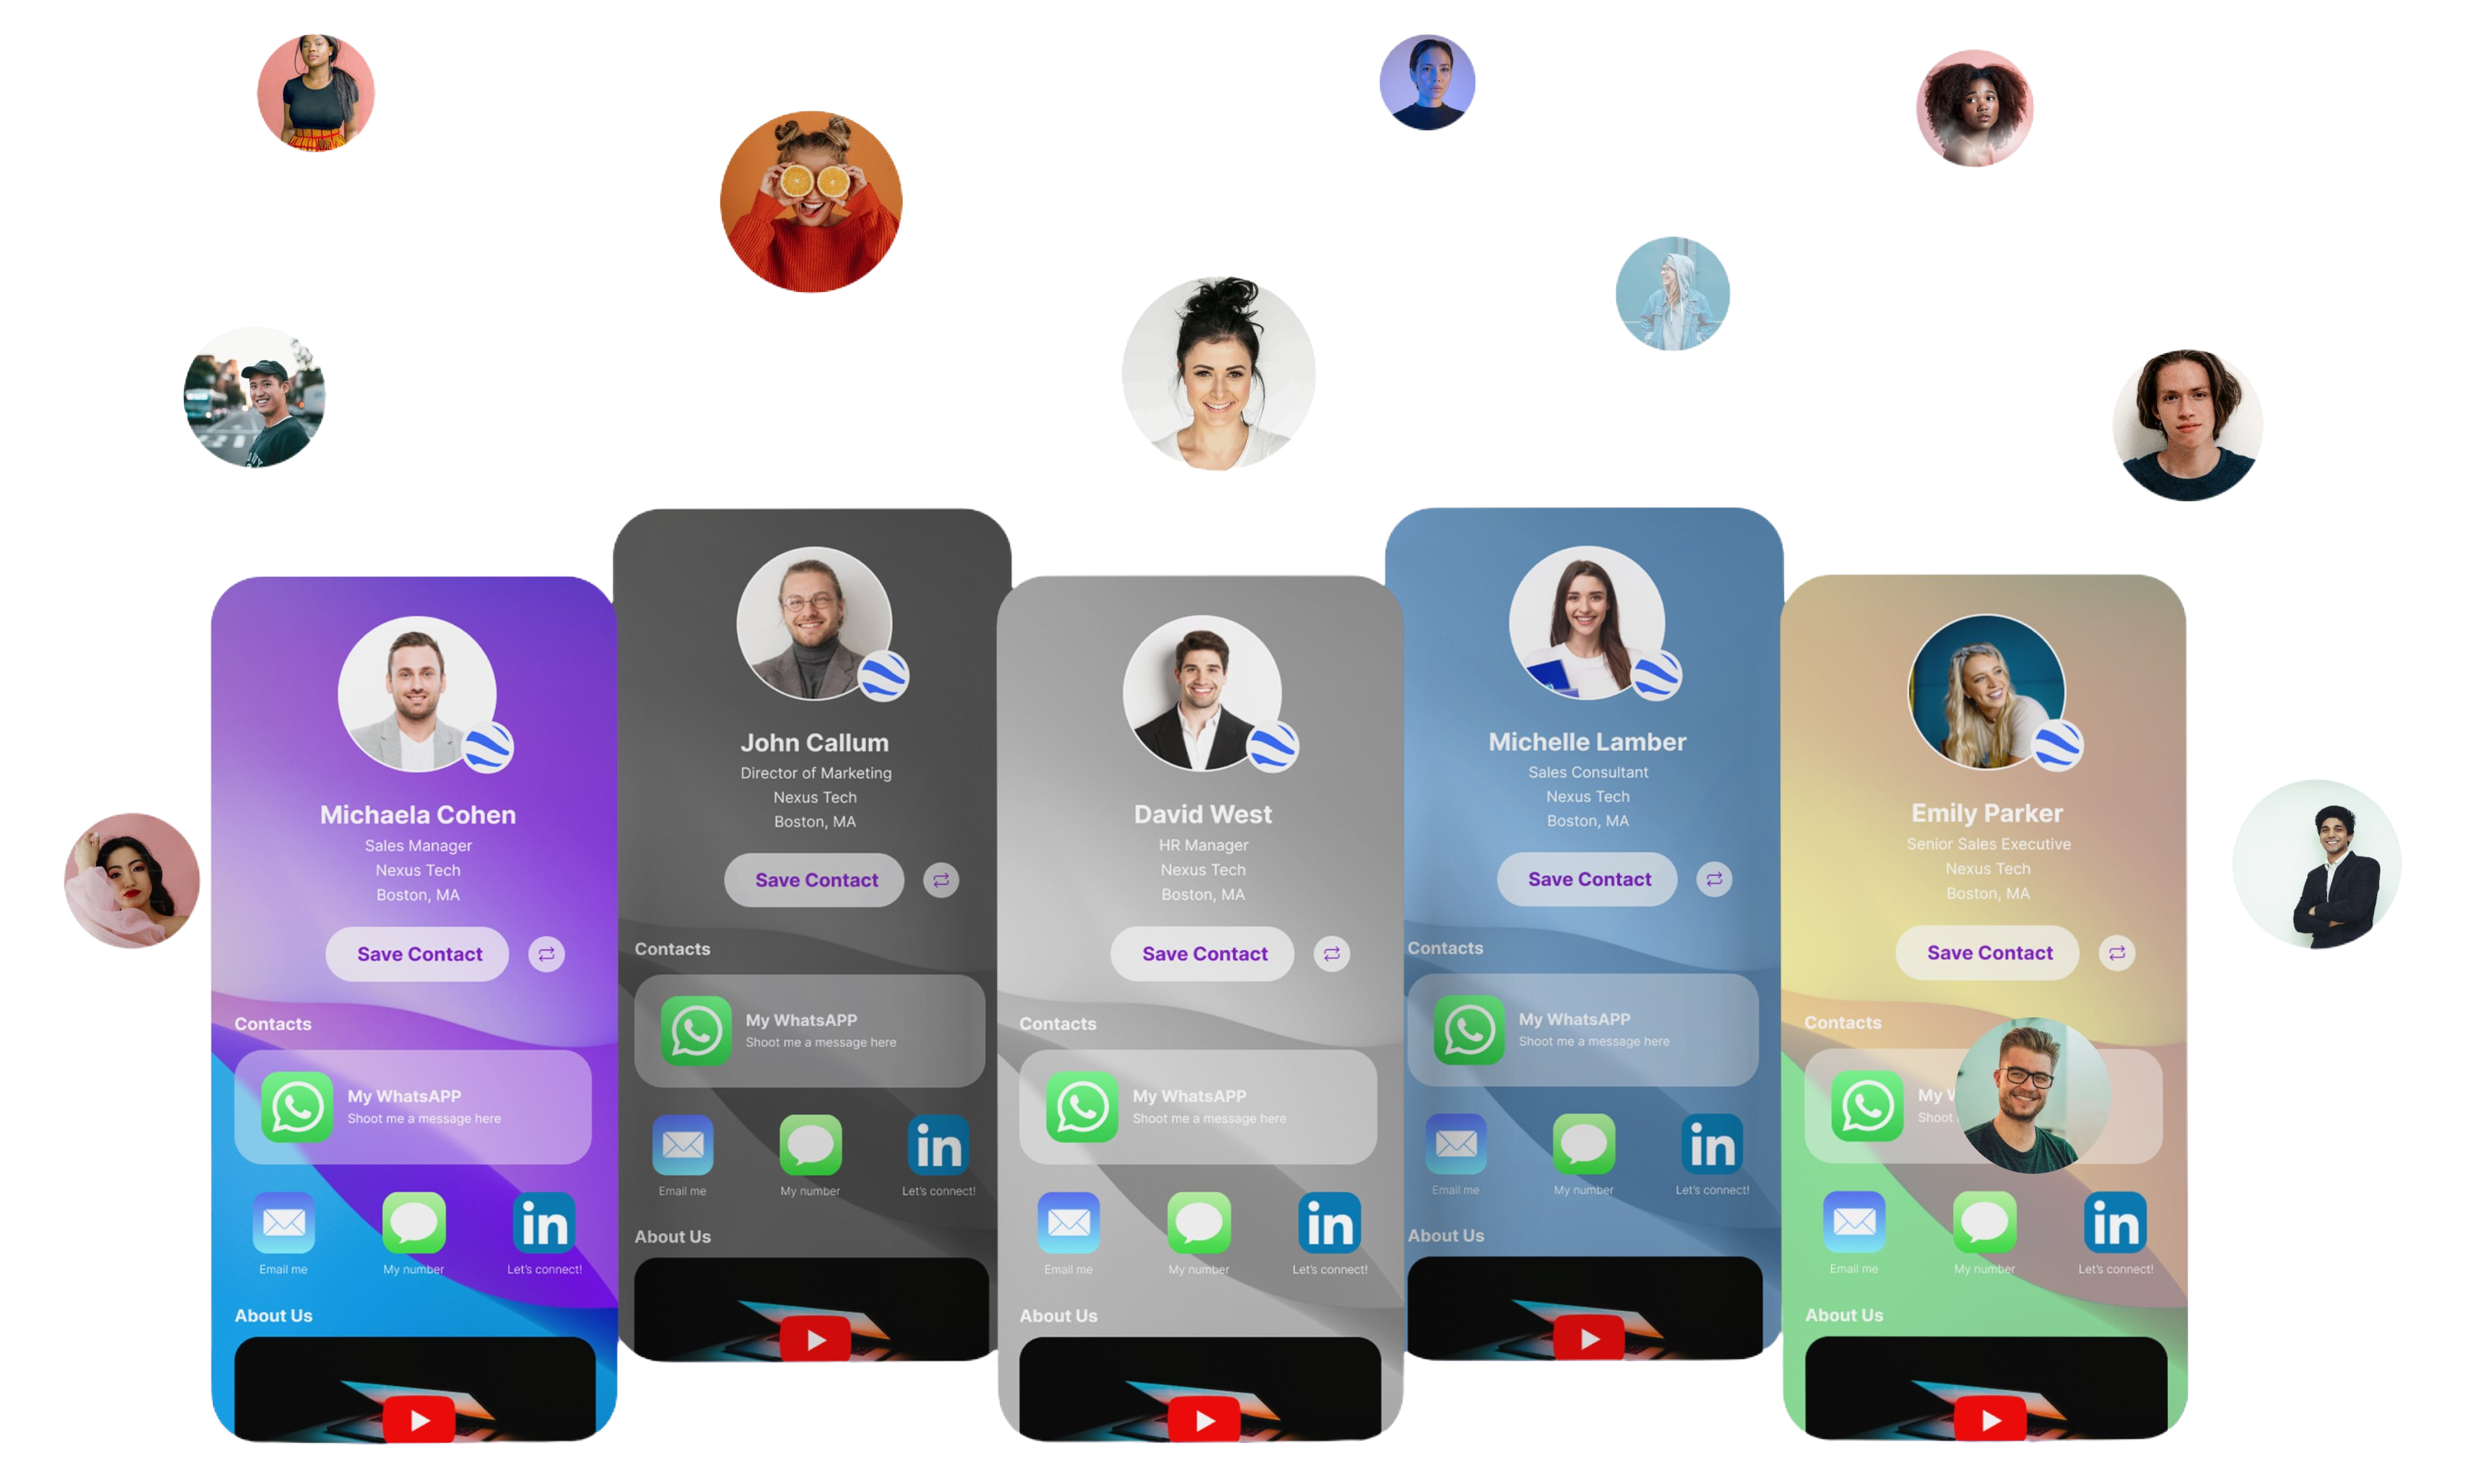 Michaela Cohen
Sales Manager
Nexus Tech
Boston, MA
Save Contact
Contacts
My WhatsAPP
Shoot me a message here
Email me
My number
Let's connect!
About Us
John Callum
Director of Marketing
Nexus Tech
Boston, MA
Save Contact
Contacts
My WhatsAPP
Shoot me a message here
Email me
My number
Let's connect!
About Us
David West
HR Manager
Nexus Tech
Boston, MA
Save Contact
Contacts
My WhatsAPP
Shoot me a message here
Email me
My number
Let's connect!
About Us
Michelle Lamber
Sales Consultant
Nexus Tech
Boston, MA
Save Contact
Contacts
My WhatsAPP
Shoot me a message here
Email me
My number
Let's connect!
About Us
Emily Parker
Senior Sales Executive
Nexus Tech
Boston, MA
Save Contact
Contacts
My
Shoot
Email me
My number
Let's connect!
About Us